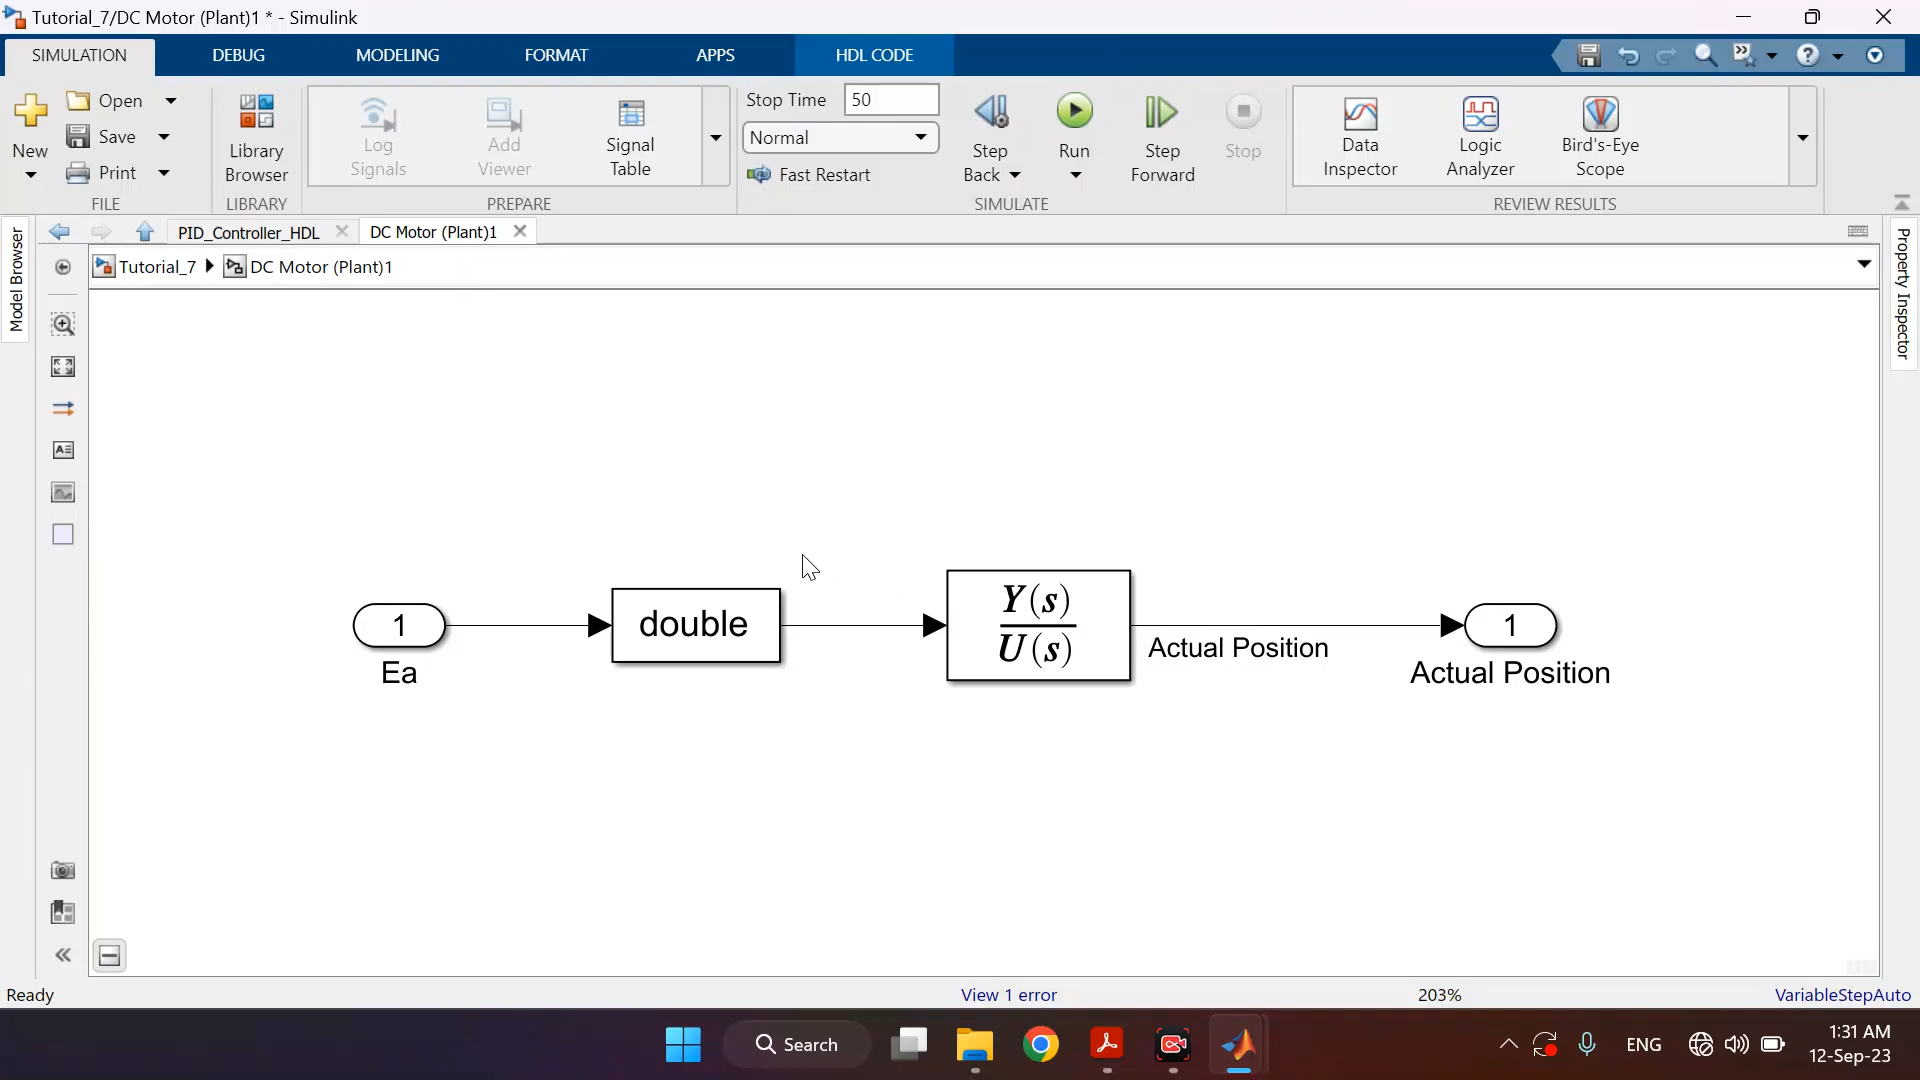 Tutorial_7/DC Motor (Plant)1 * - Simulink
SIMULATION DEBUG MODELING FORMAT APPS HDL CODE
New
Open
Save
Print
FILE
Library
Browser
LIBRARY
Log
Signals
Add
Viewer
Signal
Table
PREPARE
Stop Time 50
Normal
Fast Restart
Step
Back
Run
Step
Forward
Stop
SIMULATE
Data
Inspector
Logic
Analyzer
Bird's-Eye
Scope
REVIEW RESULTS
Model Browser
Property Inspector
PID_Controller_HDL DC Motor (Plant)1
Tutorial_7 DC Motor (Plant)1
1
Ea
double
Y(s)
U(s)
Actual Position
1
Actual Position
Ready View 1 error 203% VariableStepAuto
Search
ENG
1:31 AM
12-Sep-23